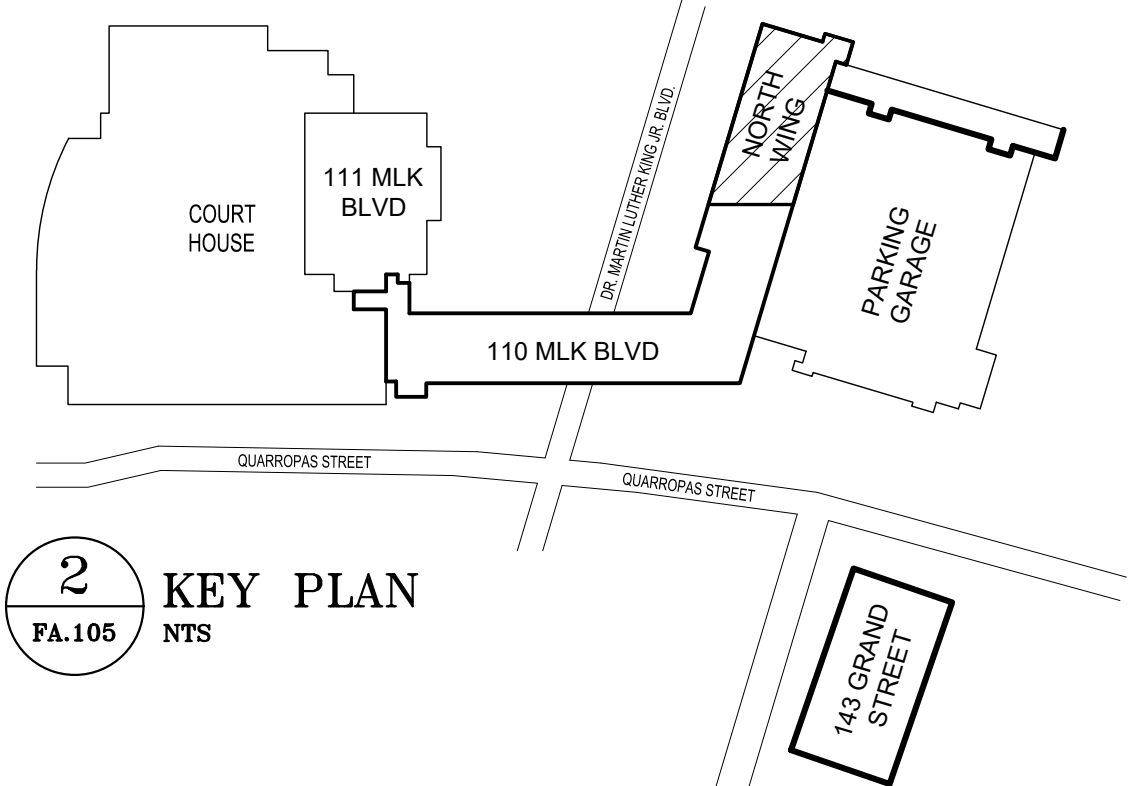 NORTH
WING
DR. MARTIN LUTHER KING JR. BLVD.
111 MLK
BLVD
COURT
HOUSE
PARKING
GARAGE
110 MLK BLVD
QUARROPAS STREET
QUARROPAS STREET
2
FA.105
KEY PLAN
NTS
143 GRAND
STREET